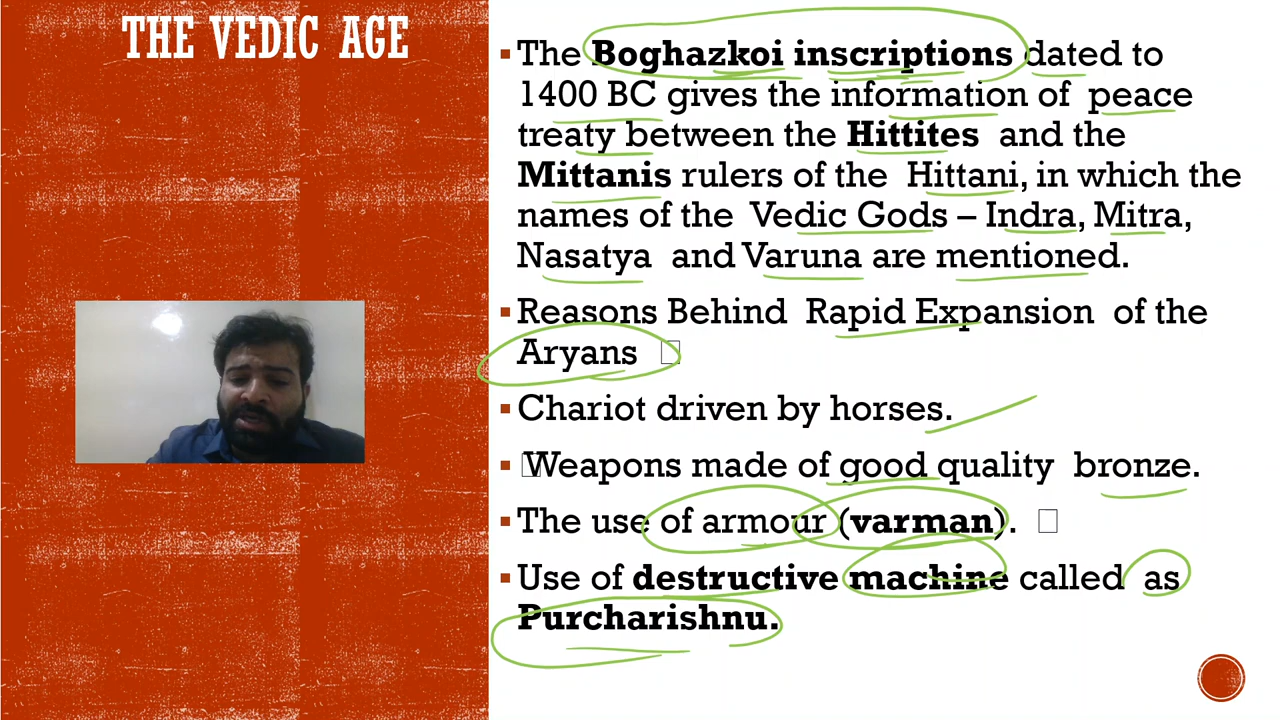 THE VEDIC AGE
▪The Boghazkoi inscriptions dated to
1400 BC gives the information of peace
treaty between the Hittites and the
Mittanis rulers of the Hittani, in which the
names of the Vedic Gods – Indra, Mitra,
Nasatya and Varuna are mentioned.
▪Reasons Behind Rapid Expansion of the
Aryans
▪Chariot driven by horses.
▪Weapons made of good quality bronze.
▪The use of armour (varman).
▪Use of destructive machine called as
Purcharishnu.